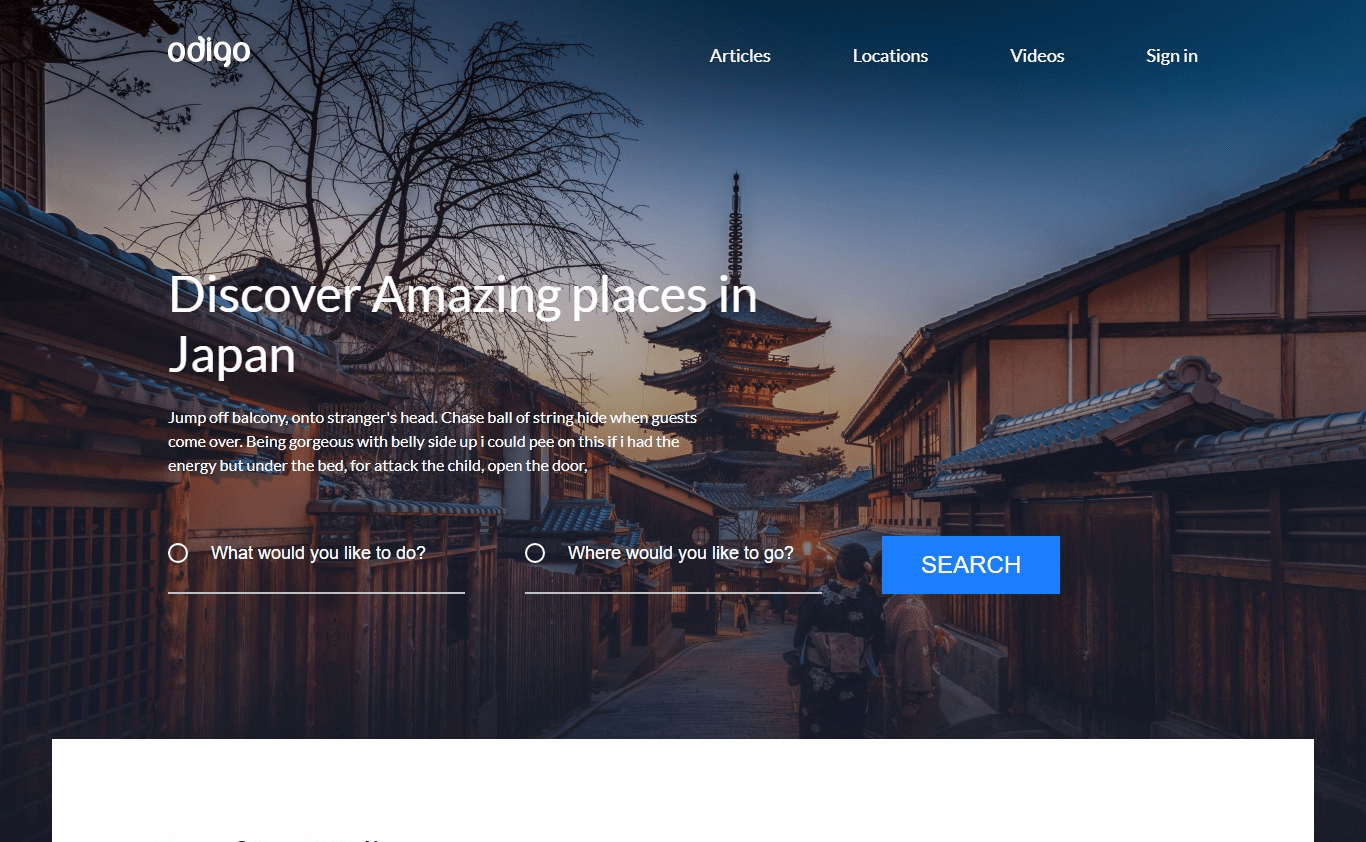 odigo
Articles
Locations
Videos
Sign in
Discover Amazing places in
Japan
Jump off balcony, onto stranger's head. Chase ball of string hide when guests
come over. Being gorgeous with belly side up i could pee on this if i had the
energy but under the bed, for attack the child, open the door,
What would you like to do?
Where would you like to go?
SEARCH